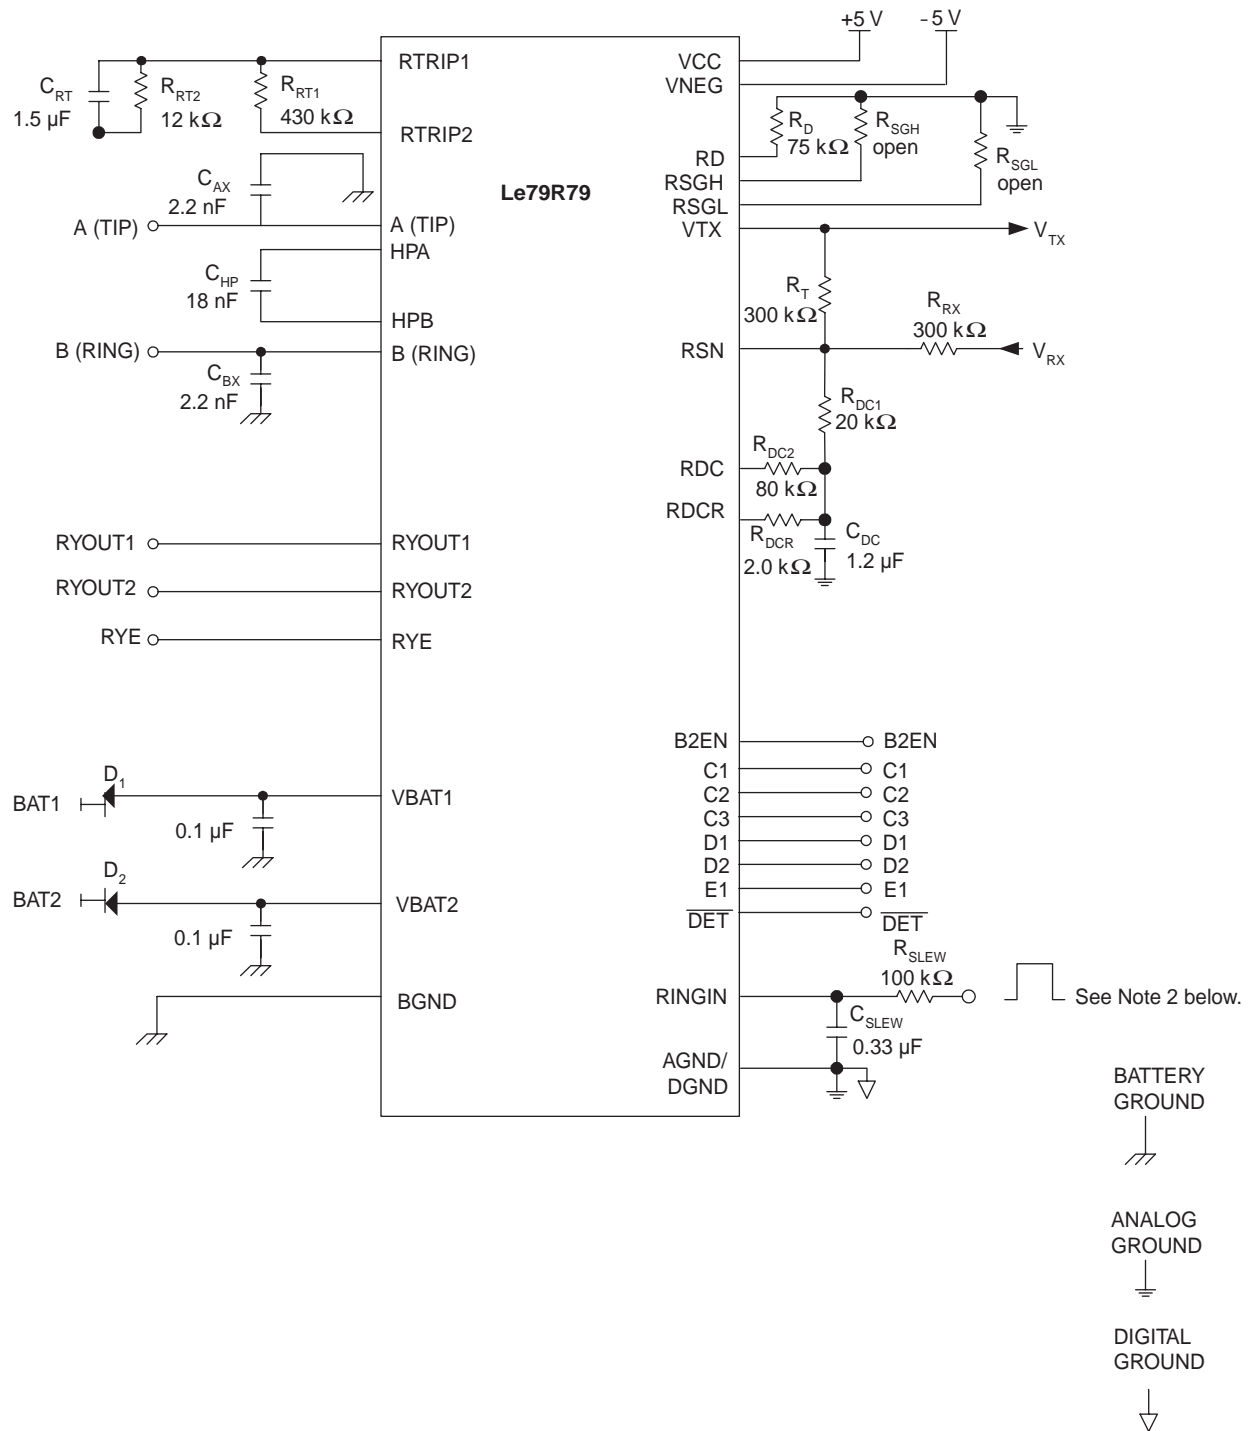 +5 V
-5 V
RTRIP1
VCC
VNEG
C_RT
1.5 µF
R_RT2
12 kΩ
R_RT1
430 kΩ
RTRIP2
R_D
75 kΩ
R_SGH
open
R_SGL
open
RD
RSGH
RSGL
Le79R79
C_AX
2.2 nF
A (TIP)
A (TIP)
VTX
V_TX
HPA
C_HP
18 nF
HPB
R_T
300 kΩ
R_RX
300 kΩ
B (RING)
B (RING)
RSN
V_RX
C_BX
2.2 nF
R_DC1
20 kΩ
RDC
R_DC2
80 kΩ
RDCR
R_DCR
2.0 kΩ
C_DC
1.2 µF
RYOUT1
RYOUT1
RYOUT2
RYOUT2
RYE
RYE
B2EN
B2EN
C1
C1
C2
C2
C3
C3
D1
D1
D2
D2
E1
E1
DET
DET
D_1
BAT1
VBAT1
0.1 µF
D_2
BAT2
VBAT2
0.1 µF
BGND
RINGIN
R_SLEW
100 kΩ
See Note 2 below.
C_SLEW
0.33 µF
AGND/
DGND
BATTERY
GROUND
ANALOG
GROUND
DIGITAL
GROUND